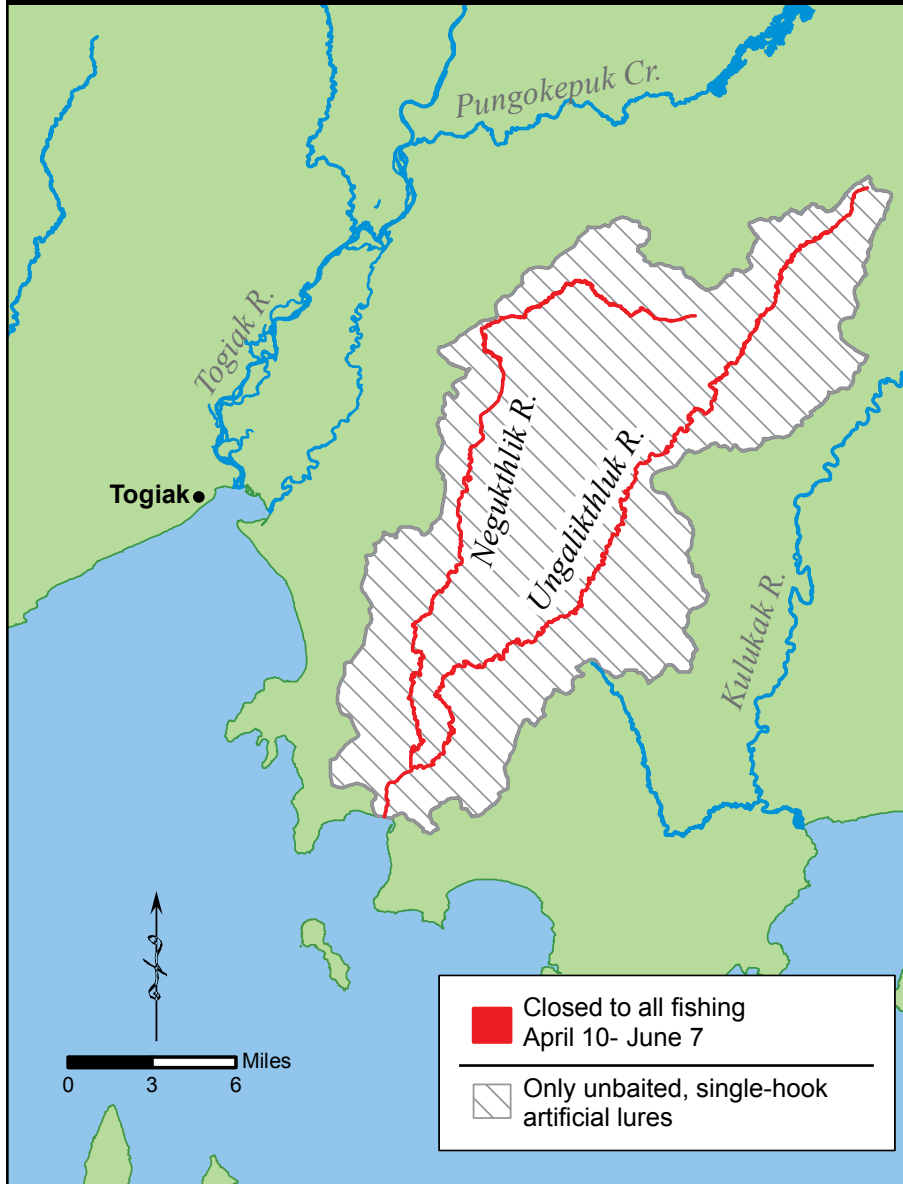 Pungokepuk Cr.
Togiak R.
Negukthlik R.
Ungalikthluk R.
Togiak
Kulukak R.
Closed to all fishing
April 10- June 7
Miles
0 3 6
Only unbaited, single-hook
artificial lures